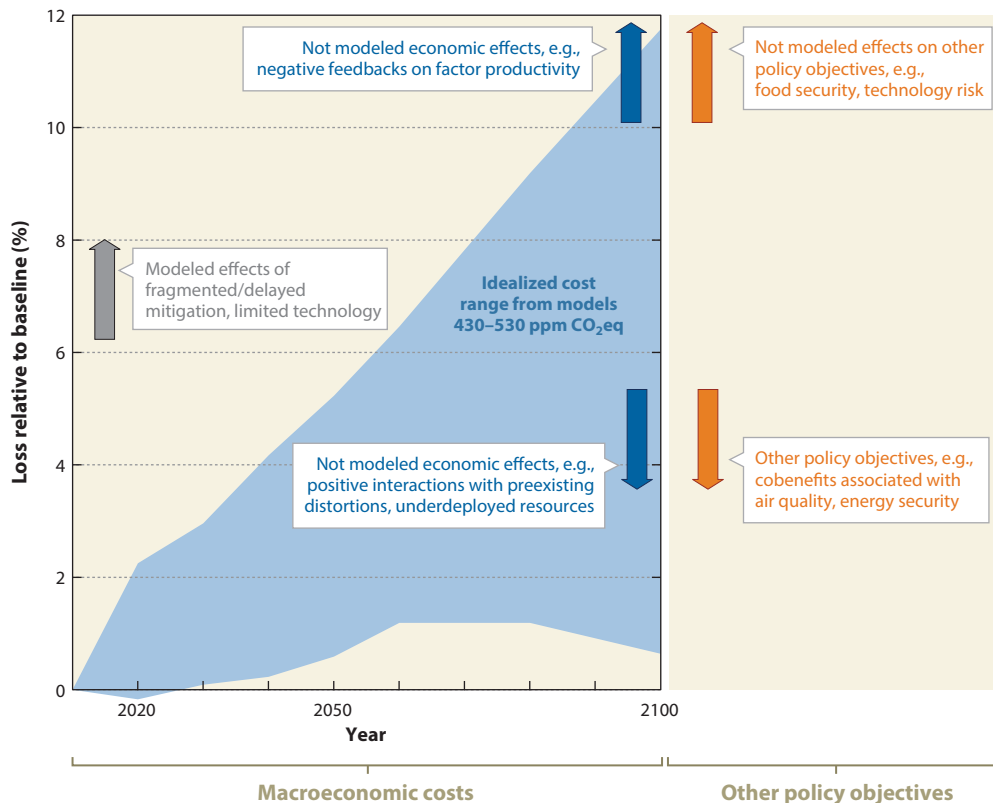 Loss relative to baseline (%)
12
10
8
6
4
2
0
Not modeled economic effects, e.g.,
negative feedbacks on factor productivity
Modeled effects of
fragmented/delayed
mitigation, limited technology
Idealized cost
range from models
430–530 ppm CO₂eq
Not modeled economic effects, e.g.,
positive interactions with preexisting
distortions, underdeployed resources
Not modeled effects on other
policy objectives, e.g.,
food security, technology risk
Other policy objectives, e.g.,
cobenefits associated with
air quality, energy security
2020
2050
2100
Year
Macroeconomic costs
Other policy objectives